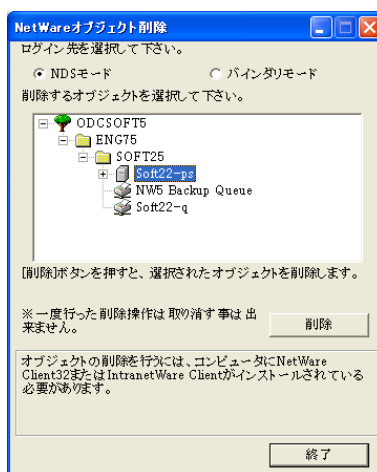 NetWareオブジェクト削除
ログイン先を選択して下さい。
NDSモード バインダリモード
削除するオブジェクトを選択して下さい。
ODCSOFT5
ENG75
SOFT25
Soft22-ps
NW5 Backup Queue
Soft22-q
[削除]ボタンを押すと、選択されたオブジェクトを削除します。
※一度行った削除操作は取り消す事は出
来ません。
削除
オブジェクトの削除を行うには、コンピュータにNetWare
Client32またはIntranetWare Clientがインストールされている
必要があります。
終了